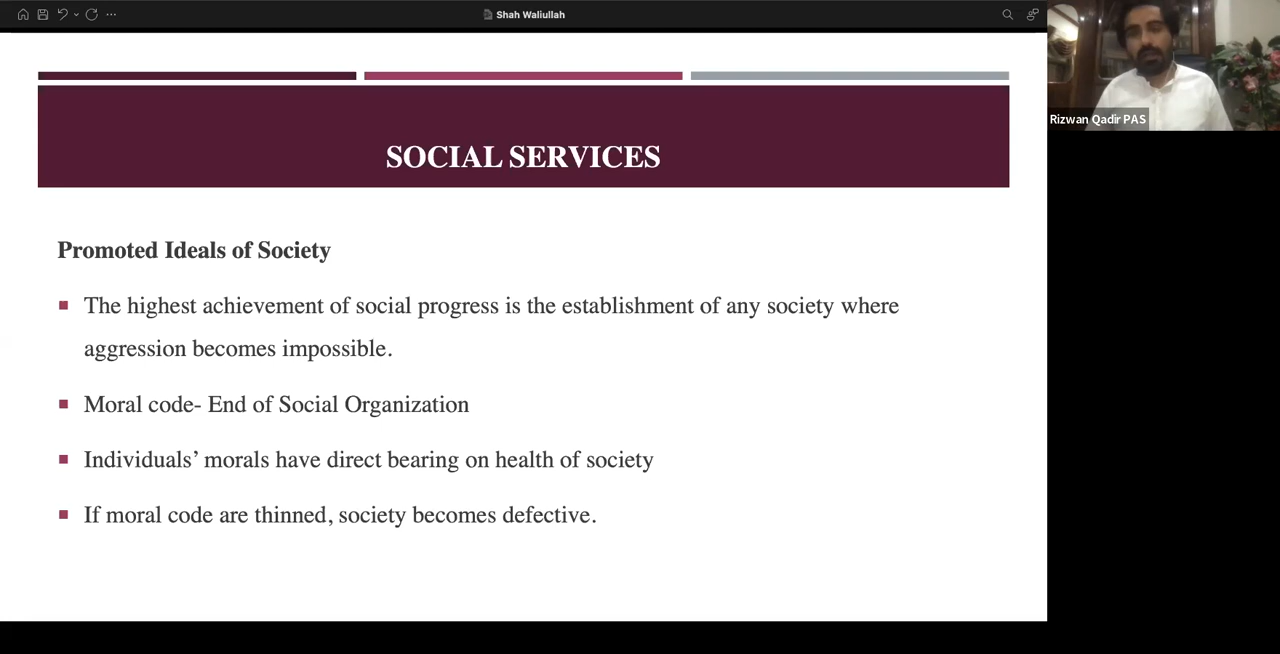 Shah Waliullah
SOCIAL SERVICES
Rizwan Qadir PAS
Promoted Ideals of Society
The highest achievement of social progress is the establishment of any society where
aggression becomes impossible.
Moral code- End of Social Organization
Individuals’ morals have direct bearing on health of society
If moral code are thinned, society becomes defective.